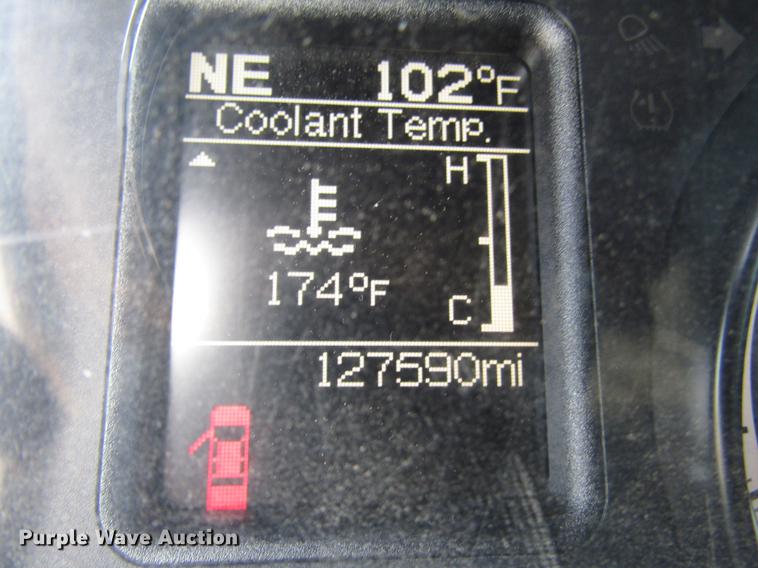 NE 102°F
Coolant Temp.
H
174°F
C
127590mi
Purple Wave Auction